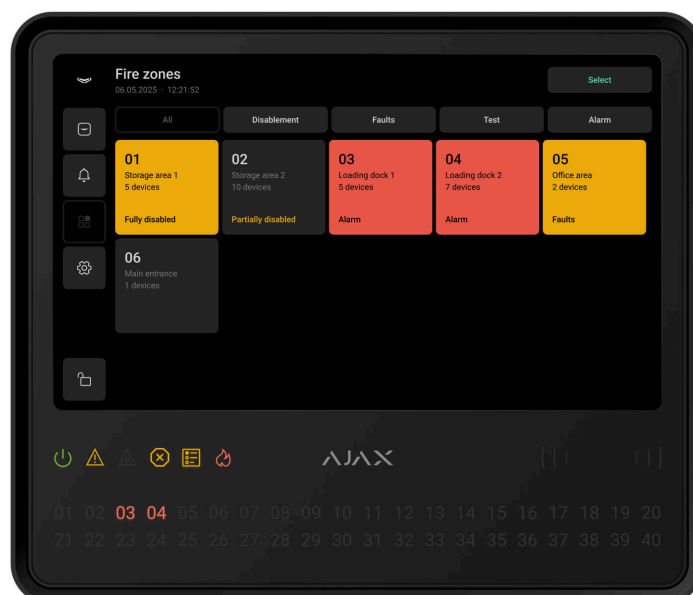 Fire zones
06.05.2025 · 12:21:52
Select
All
Disablement
Faults
Test
Alarm
01
Storage area 1
5 devices
Fully disabled
02
Storage area 2
10 devices
Partially disabled
03
Loading dock 1
5 devices
Alarm
04
Loading dock 2
7 devices
Alarm
05
Office area
2 devices
Faults
06
Main entrance
1 devices
AJAX
01 02 03 04 05 06 07 08 09 10 11 12 13 14 15 16 17 18 19 20
21 22 23 24 25 26 27 28 29 30 31 32 33 34 35 36 37 38 39 40